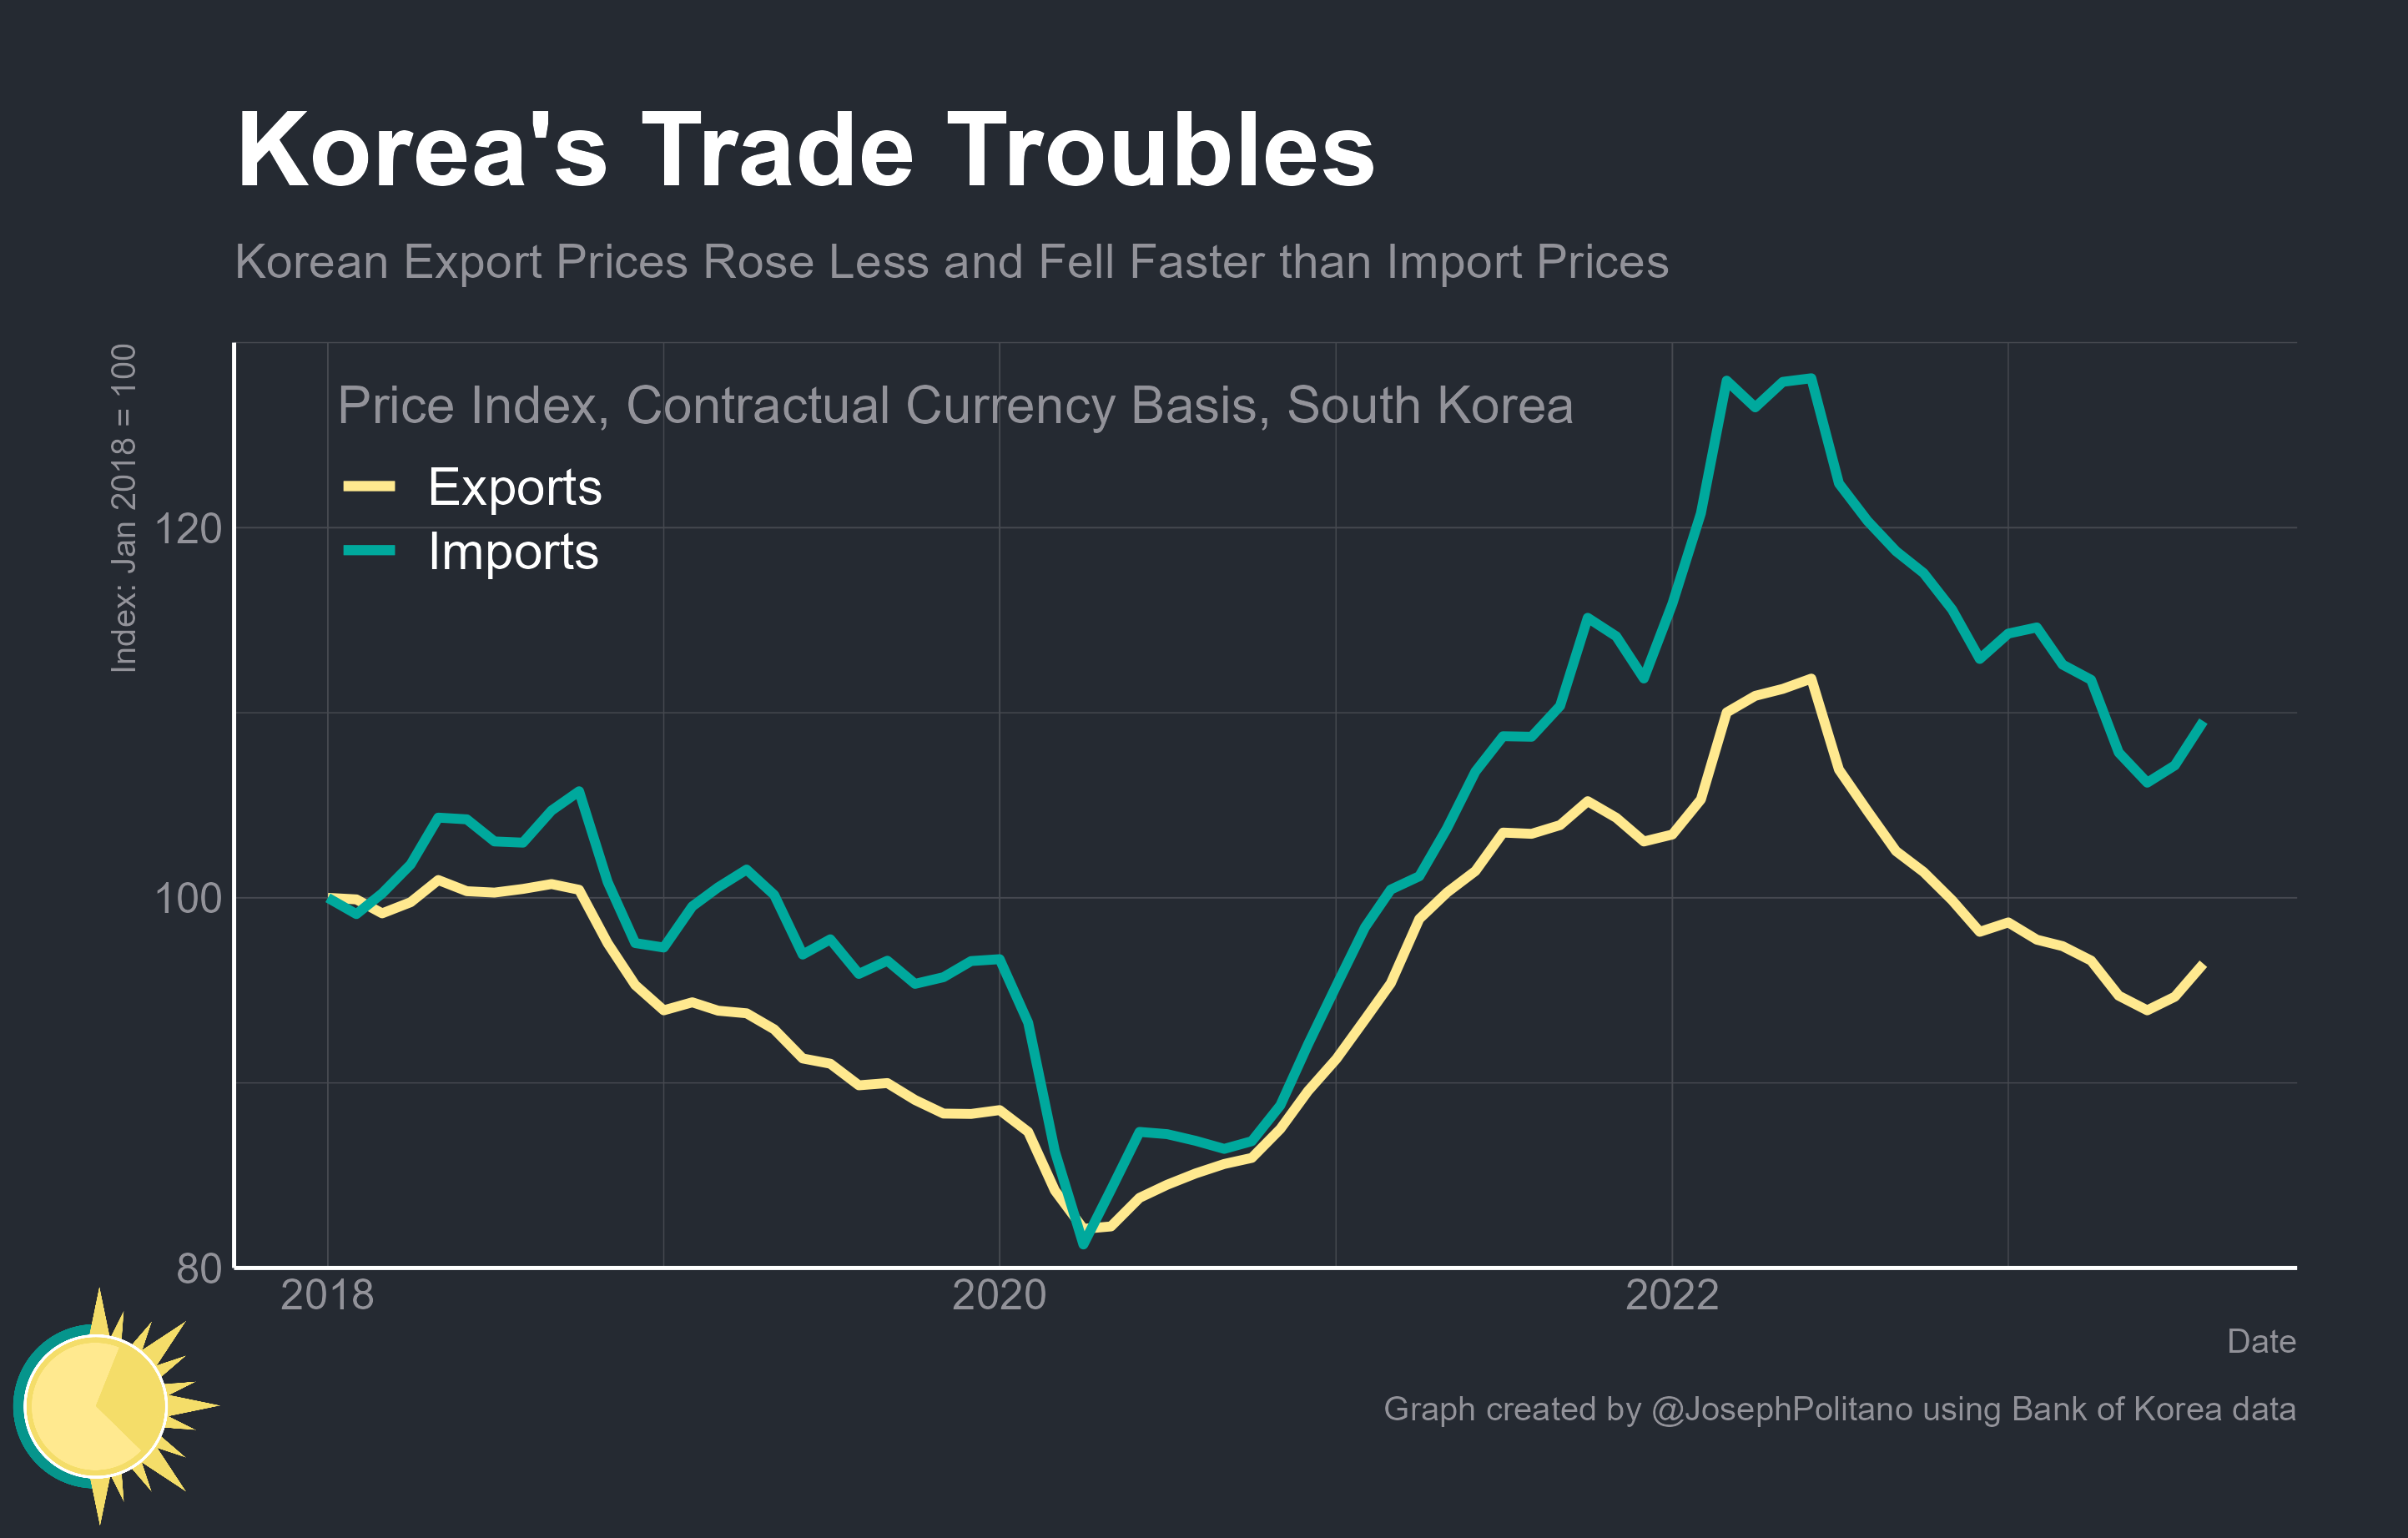 Korea's Trade Troubles
Korean Export Prices Rose Less and Fell Faster than Import Prices
Index: Jan 2018 = 100
Price Index, Contractual Currency Basis, South Korea
Exports
Imports
120
100
80
2018
2020
2022
Date
Graph created by @JosephPolitano using Bank of Korea data